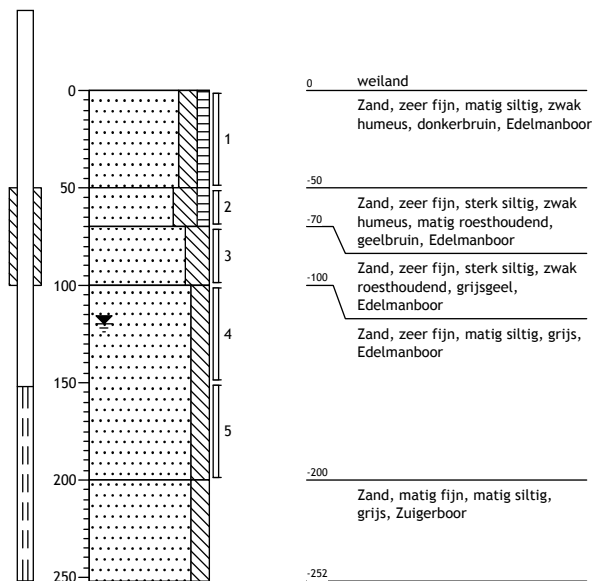 0
50
100
150
200
250
1
2
3
4
5
0 weiland
Zand, zeer fijn, matig siltig, zwak
humeus, donkerbruin, Edelmanboor
-50
Zand, zeer fijn, sterk siltig, zwak
humeus, matig roesthoudend,
geelbruin, Edelmanboor
-70
Zand, zeer fijn, sterk siltig, zwak
roesthoudend, grijsgeel,
Edelmanboor
-100
Zand, zeer fijn, matig siltig, grijs,
Edelmanboor
-200
Zand, matig fijn, matig siltig,
grijs, Zuigerboor
-252